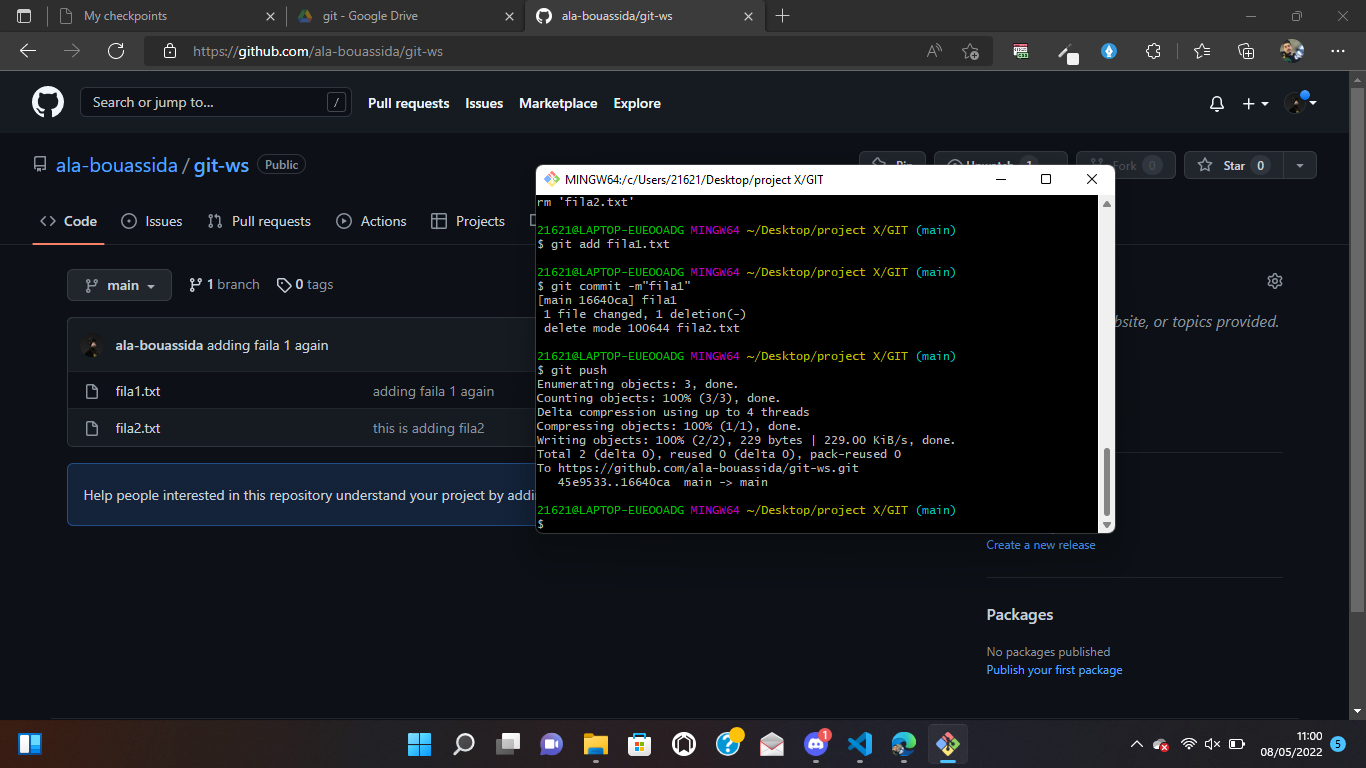 My checkpoints
git - Google Drive
ala-bouassida/git-ws
https://github.com/ala-bouassida/git-ws
Search or jump to... /
Pull requests Issues Marketplace Explore
ala-bouassida / git-ws Public
Pin Unwatch 1 Fork 0 Star 0
Code Issues Pull requests Actions Projects
main 1 branch 0 tags
ala-bouassida adding faila 1 again
fila1.txt adding faila 1 again
fila2.txt this is adding fila2
Help people interested in this repository understand your project by addi
bsite, or topics provided.
Create a new release
Packages
No packages published
Publish your first package
MINGW64:/c/Users/21621/Desktop/project X/GIT
rm 'fila2.txt'
21621@LAPTOP-EUEOOADG MINGW64 ~/Desktop/project X/GIT (main)
$ git add fila1.txt
21621@LAPTOP-EUEOOADG MINGW64 ~/Desktop/project X/GIT (main)
$ git commit -m"fila1"
[main 16640ca] fila1
1 file changed, 1 deletion(-)
delete mode 100644 fila2.txt
21621@LAPTOP-EUEOOADG MINGW64 ~/Desktop/project X/GIT (main)
$ git push
Enumerating objects: 3, done.
Counting objects: 100% (3/3), done.
Delta compression using up to 4 threads
Compressing objects: 100% (1/1), done.
Writing objects: 100% (2/2), 229 bytes | 229.00 KiB/s, done.
Total 2 (delta 0), reused 0 (delta 0), pack-reused 0
To https://github.com/ala-bouassida/git-ws.git
45e9533..16640ca main -> main
21621@LAPTOP-EUEOOADG MINGW64 ~/Desktop/project X/GIT (main)
$
1
11:00
08/05/2022
5